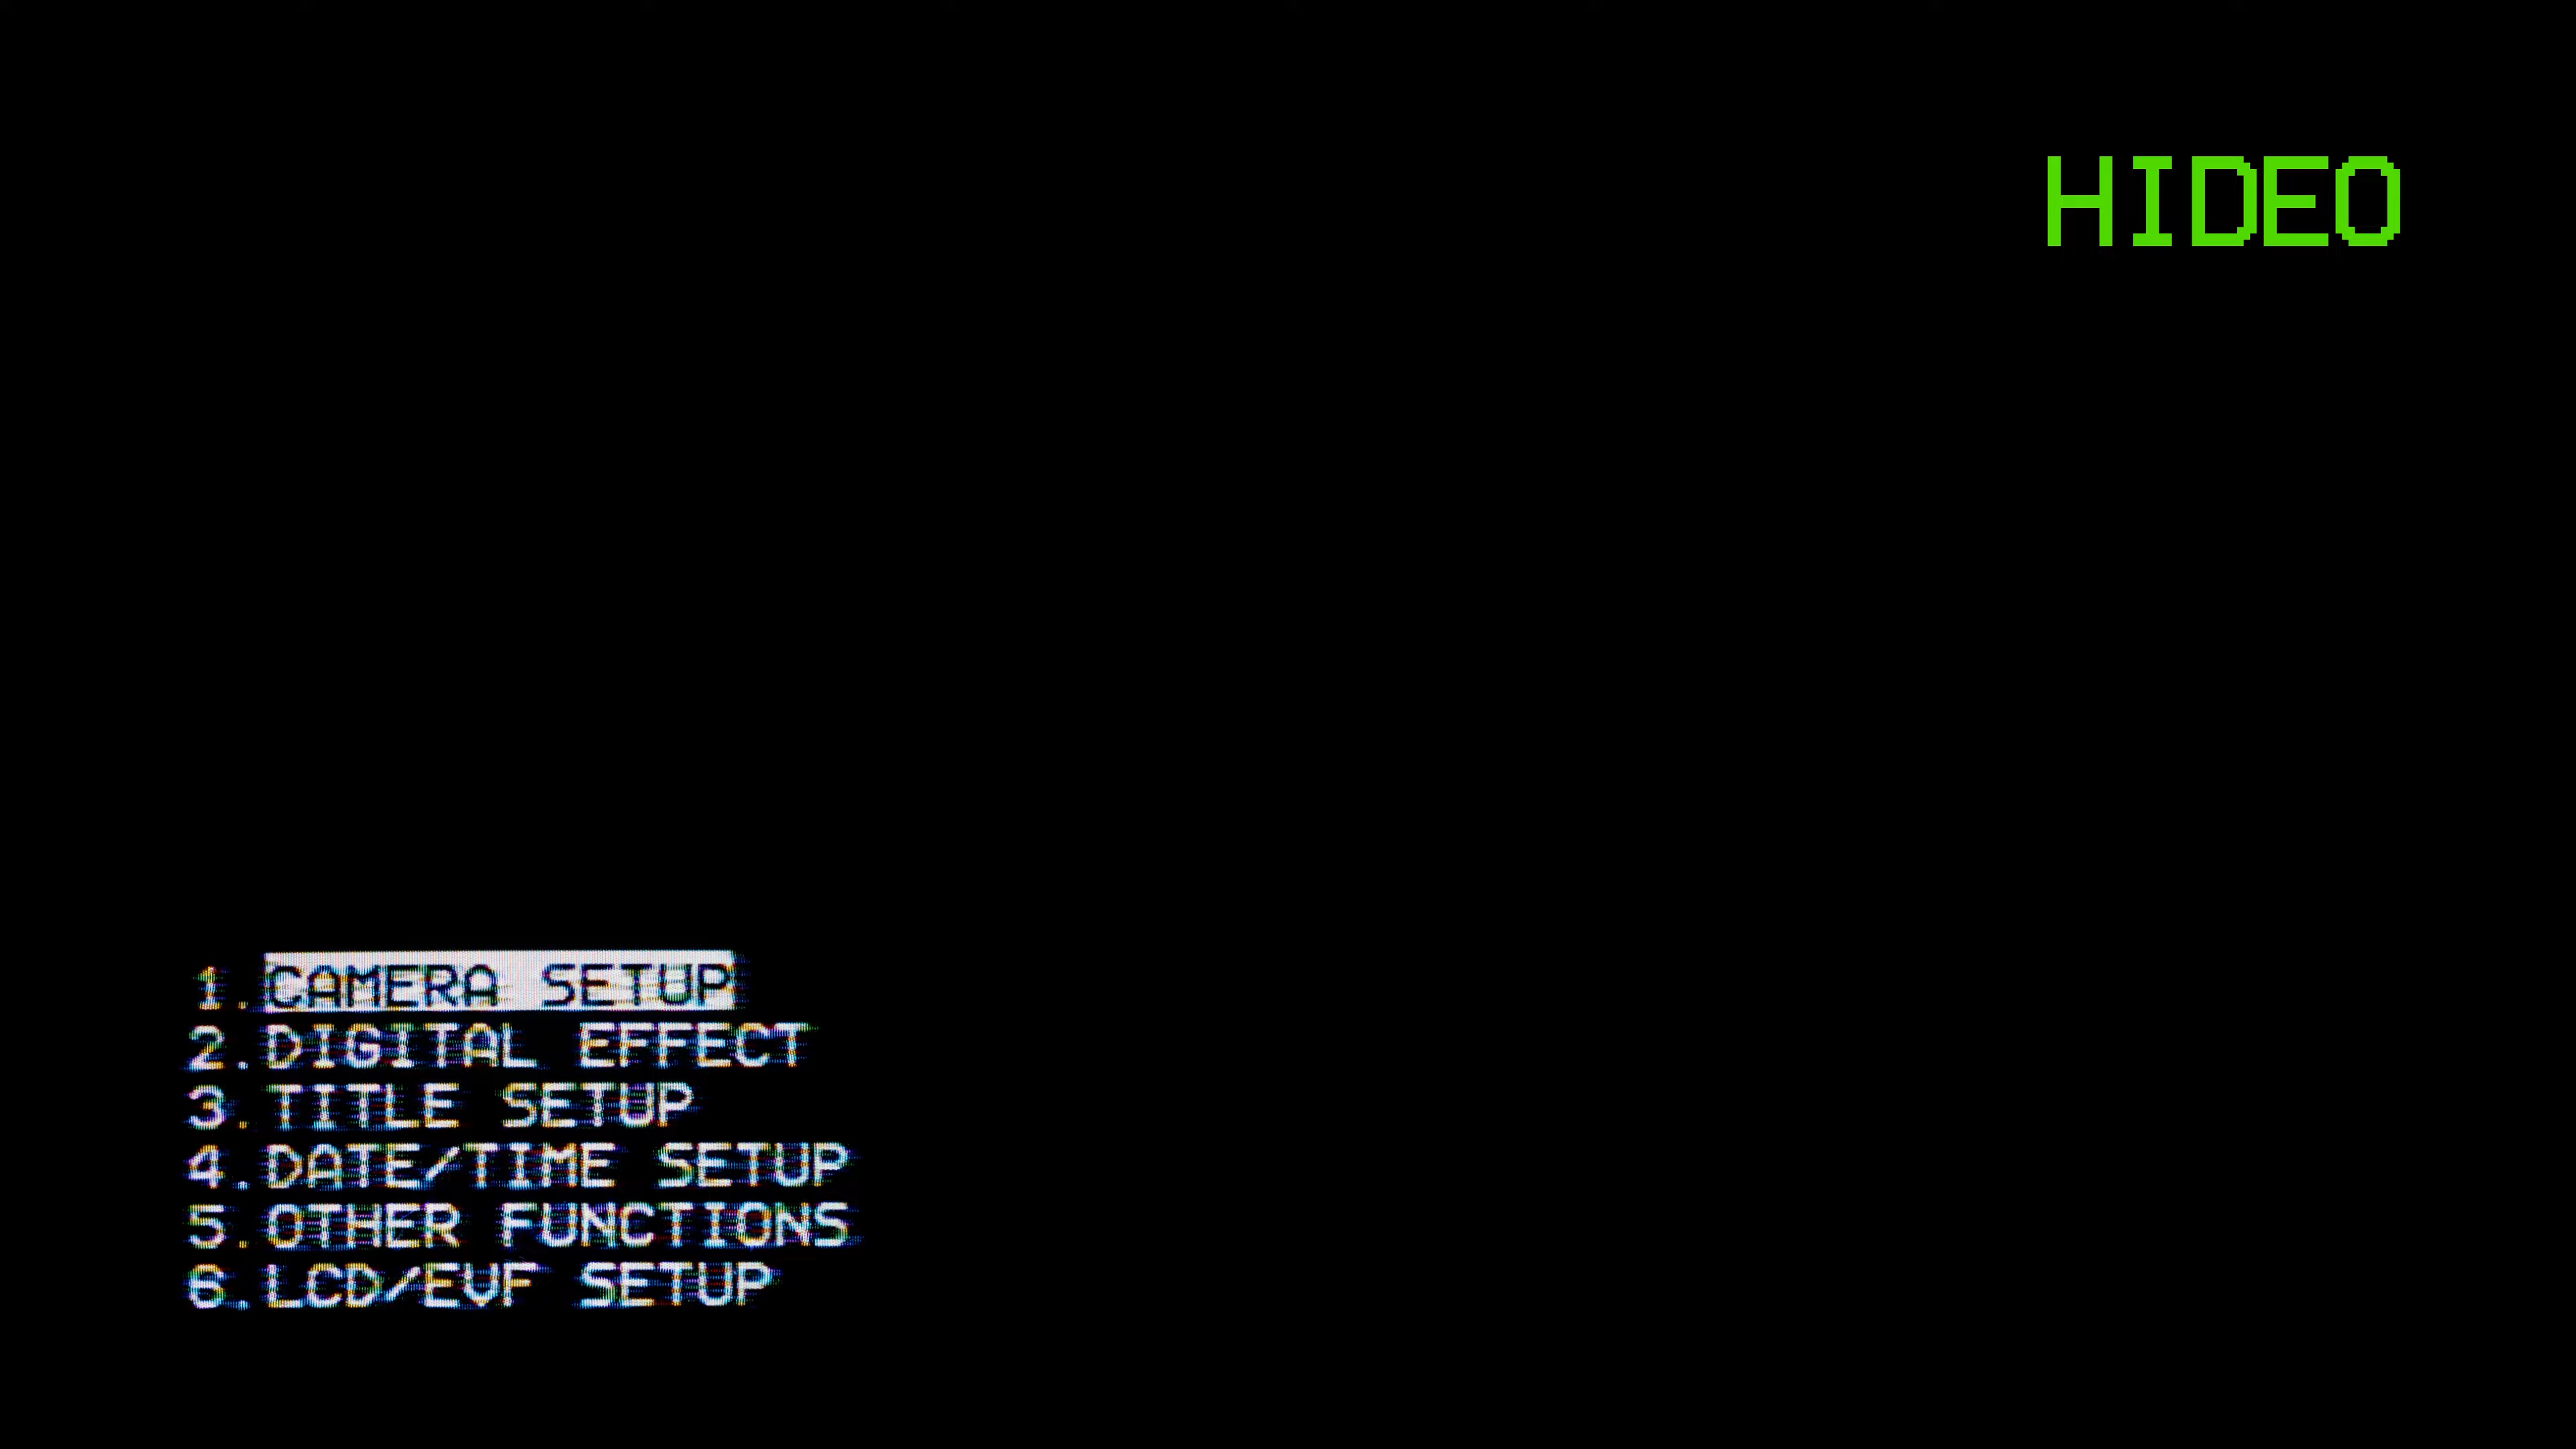 HIDEO
1. CAMERA SETUP
2. DIGITAL EFFECT
3. TITLE SETUP
4. DATE/TIME SETUP
5. OTHER FUNCTIONS
6. LCD/EVF SETUP